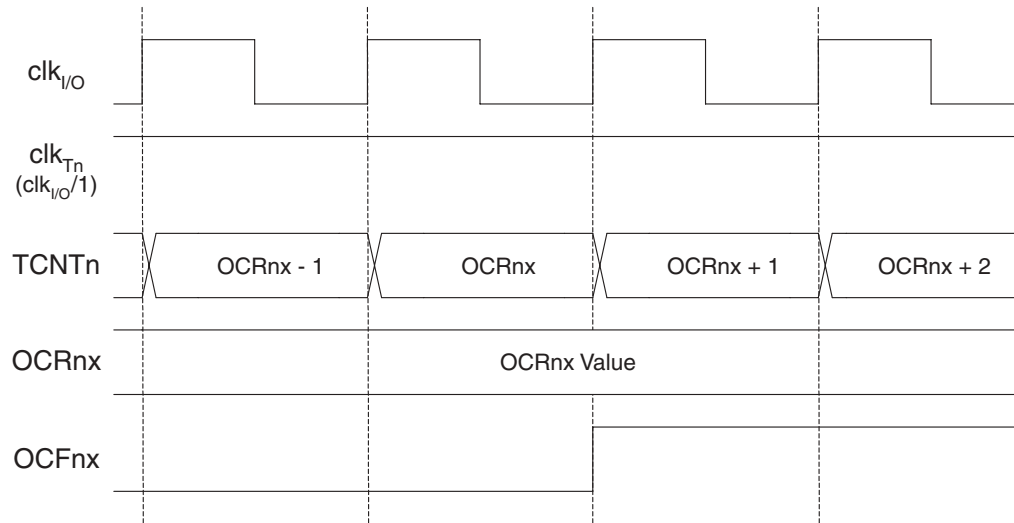 clkI/O
clkTn
(clkI/O/1)
TCNTn
OCRnx - 1
OCRnx
OCRnx + 1
OCRnx + 2
OCRnx
OCRnx Value
OCFnx